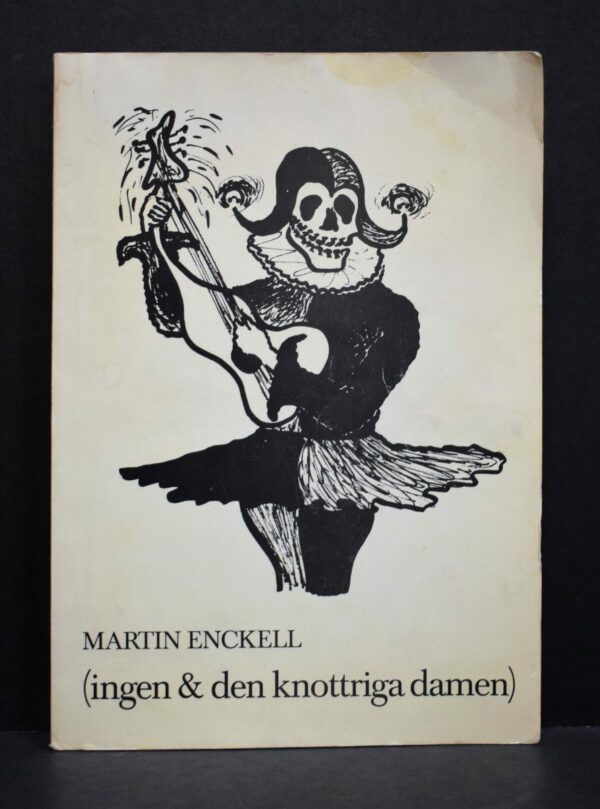 MARTIN ENCKELL
(ingen & den knottriga damen)